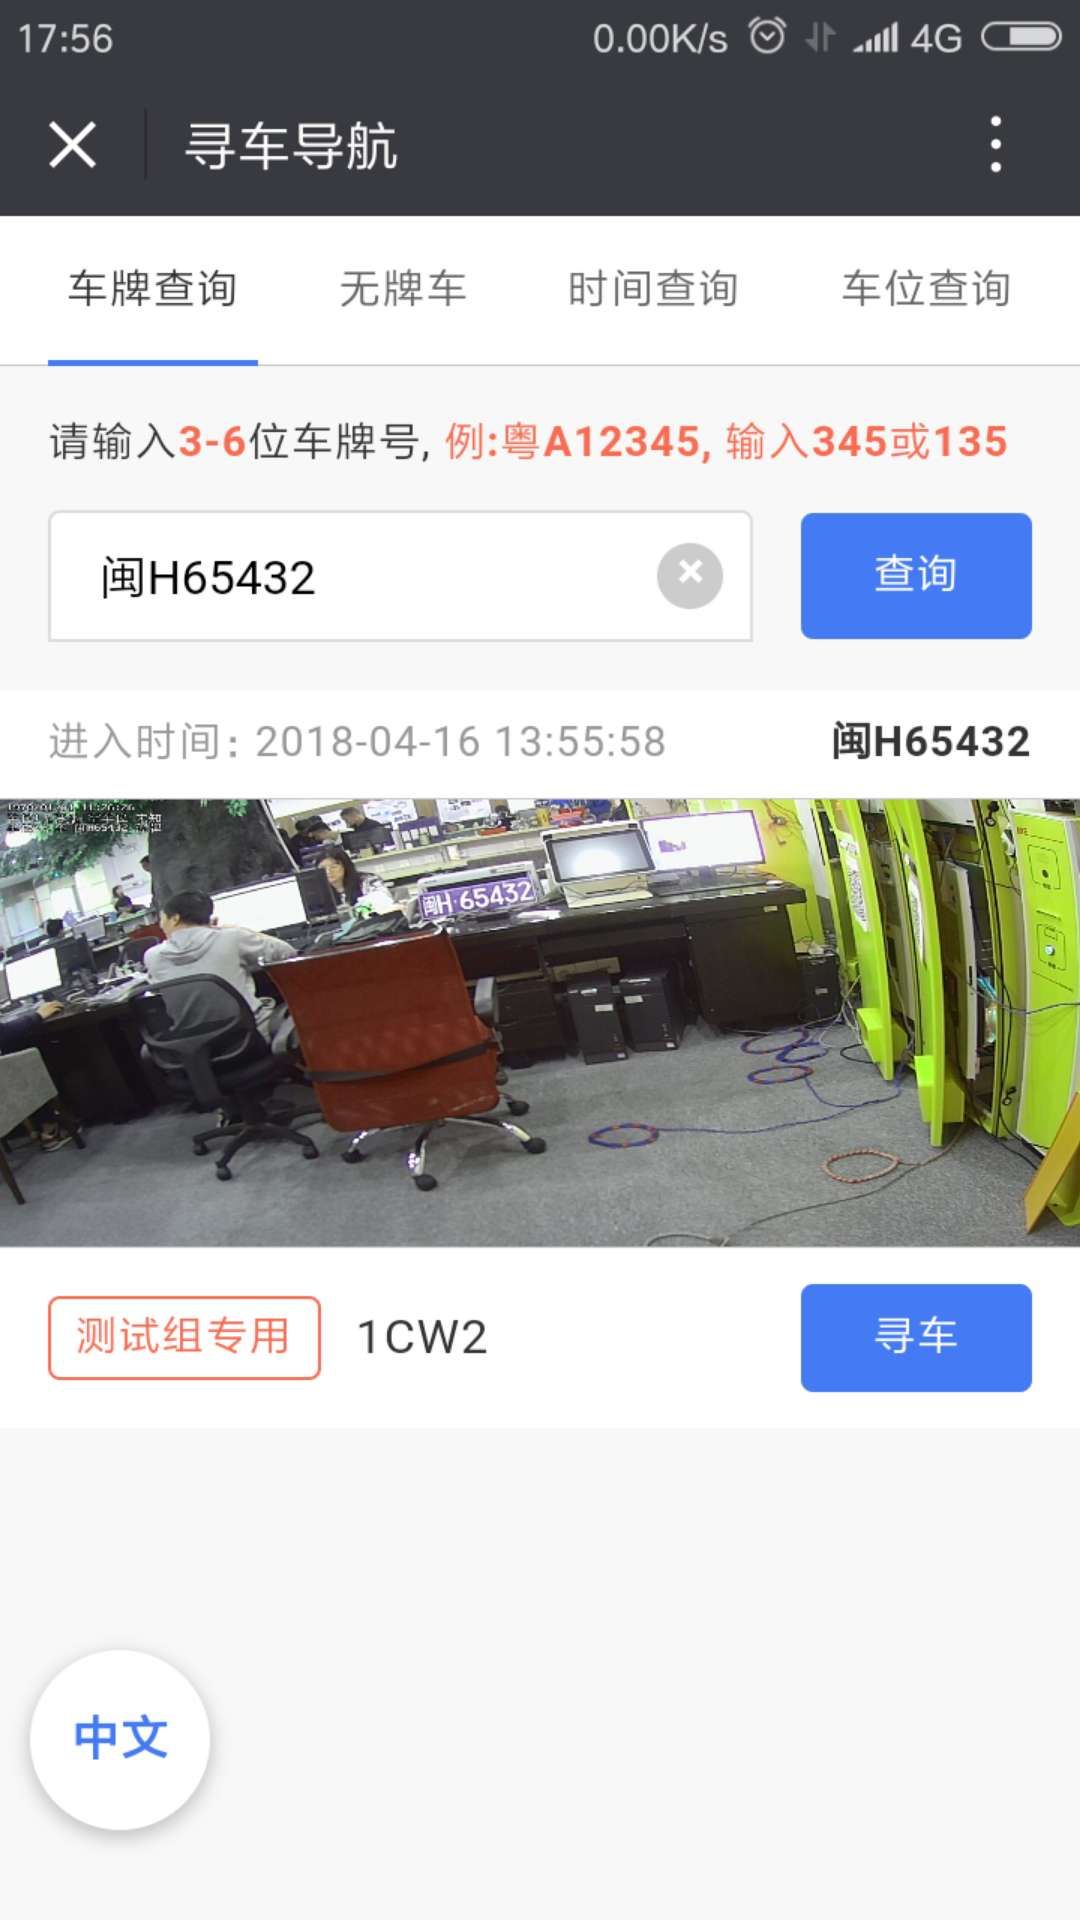 17:56 0.00K/s 4G
寻车导航
车牌查询 无牌车 时间查询 车位查询
请输入3-6位车牌号, 例:粤A12345, 输入345或135
闽H65432 查询
进入时间: 2018-04-16 13:55:58 闽H65432
闽H·65432
测试组专用 1CW2 寻车
中文